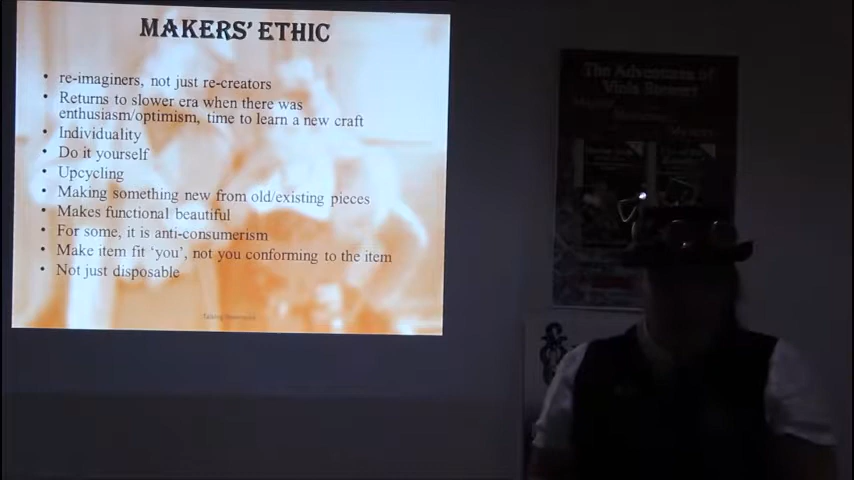 MAKERS' ETHIC
• re-imaginers, not just re-creators
• Returns to slower era when there was
enthusiasm/optimism, time to learn a new craft
• Individuality
• Do it yourself
• Upcycling
• Making something new from old/existing pieces
• Makes functional beautiful
• For some, it is anti-consumerism
• Make item fit 'you', not you conforming to the item
• Not just disposable
Talking
The Adventures of